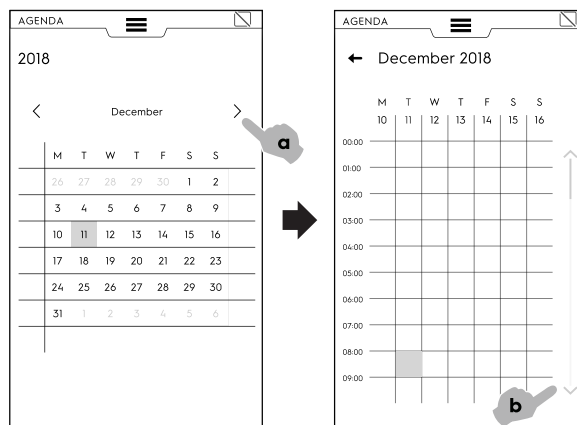 AGENDA
2018
December
a
M T W T F S S
26 27 28 29 30 1 2
3 4 5 6 7 8 9
10 11 12 13 14 15 16
17 18 19 20 21 22 23
24 25 26 27 28 29 30
31 1 2 3 4 5 6
AGENDA
December 2018
M T W T F S S
10 11 12 13 14 15 16
00:00
01:00
02:00
03:00
04:00
05:00
06:00
07:00
08:00
09:00
b